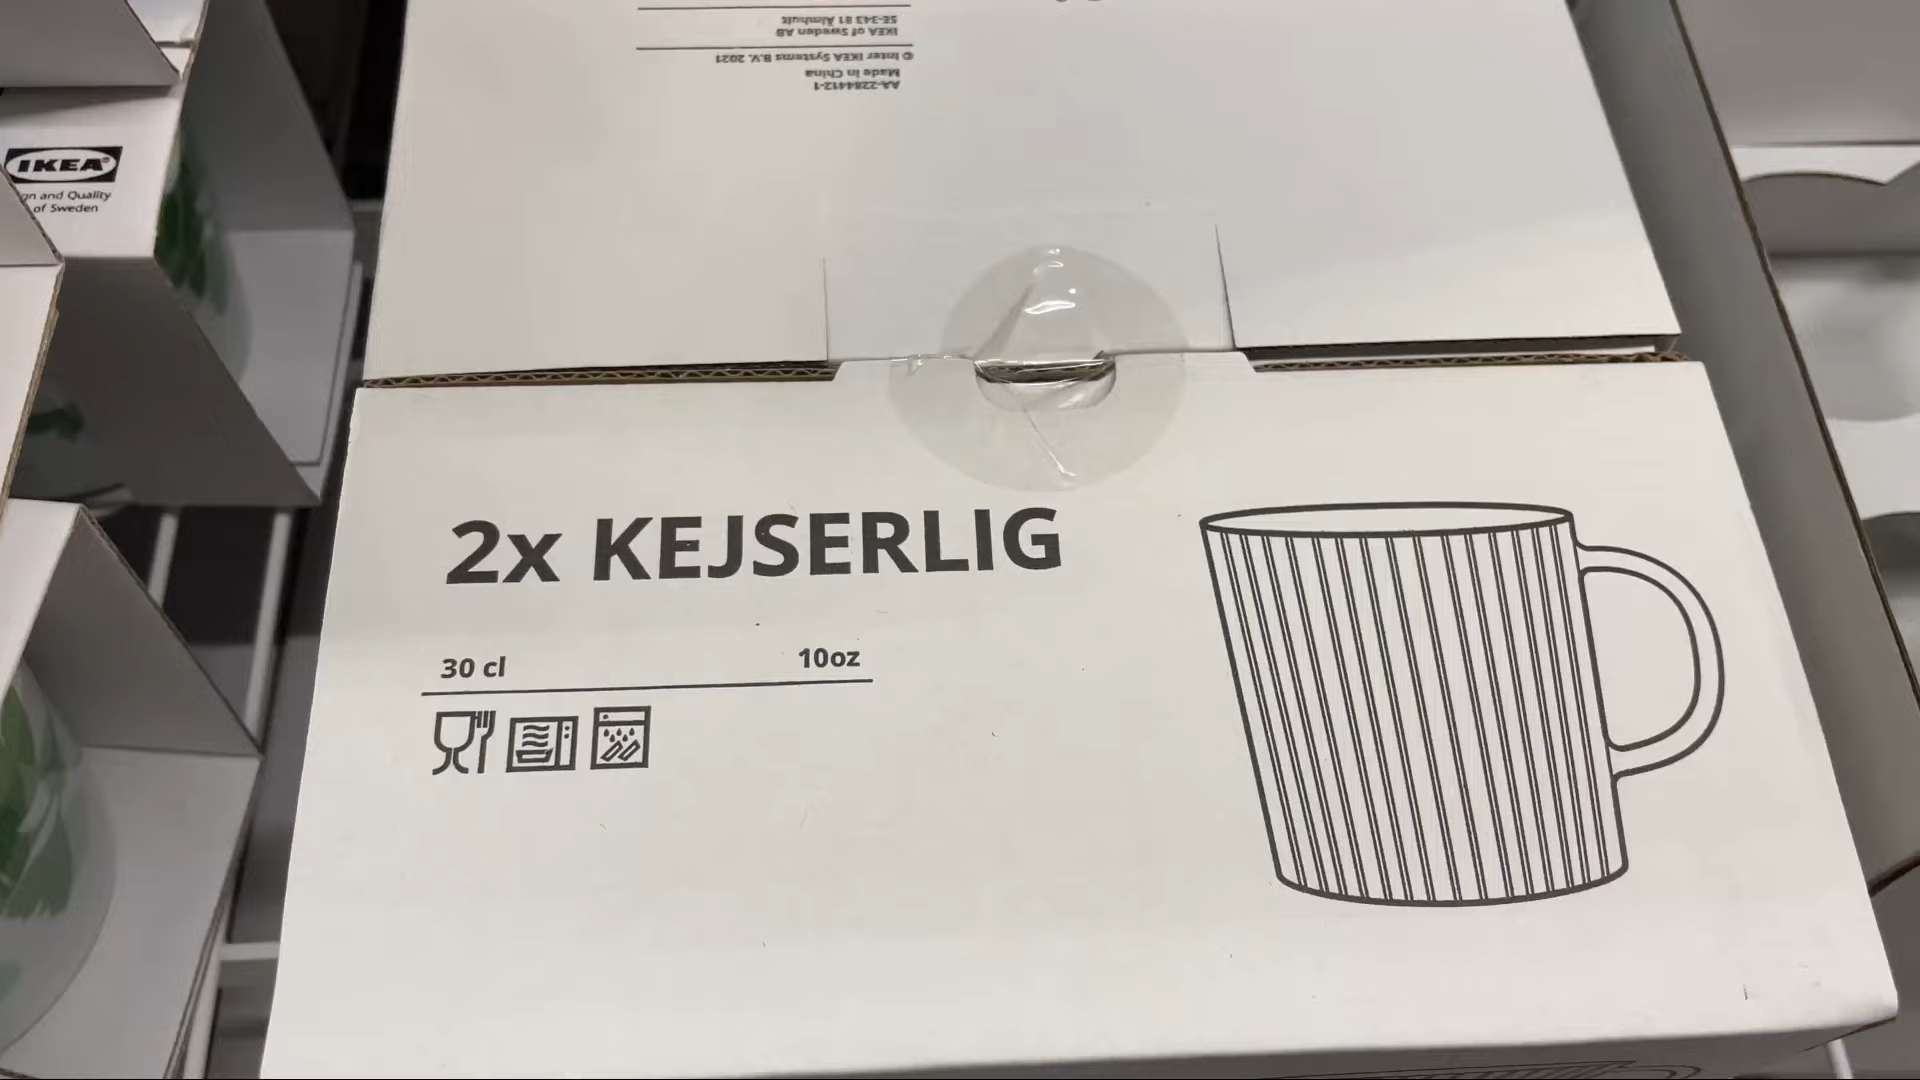 SE-343 81 Älmhult
IKEA of Sweden AB
© Inter IKEA Systems B.V. 2021
Made in China
AA-2284412-1
IKEA®
and Quality
of Sweden
2x KEJSERLIG
30 cl 10oz